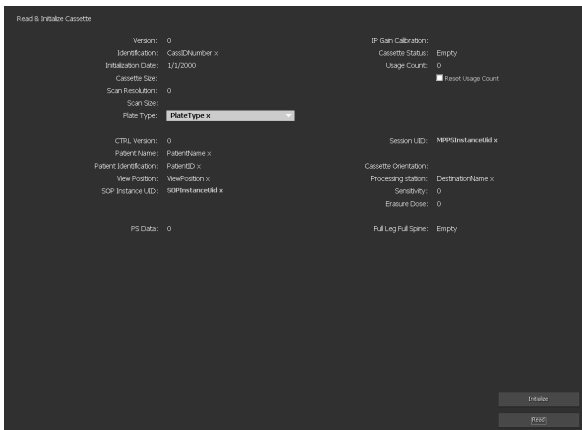 Read & Initialize Cassette
Version: 0 IP Gain Calibration:
Identification: CassIDNumber x Cassette Status: Empty
Initialization Date: 1/1/2000 Usage Count: 0
Cassette Size: Reset Usage Count
Scan Resolution: 0
Scan Size:
Plate Type: PlateType x
CTRL Version: 0 Session UID: MPPSInstanceUid x
Patient Name: PatientName x
Patient Identification: PatientID x Cassette Orientation:
View Position: ViewPosition x Processing station: DestinationName x
SOP Instance UID: SOPInstanceUid x Sensitivity: 0
Erasure Dose: 0
PS Data: 0 Full Leg Full Spine: Empty
Initialize
Read